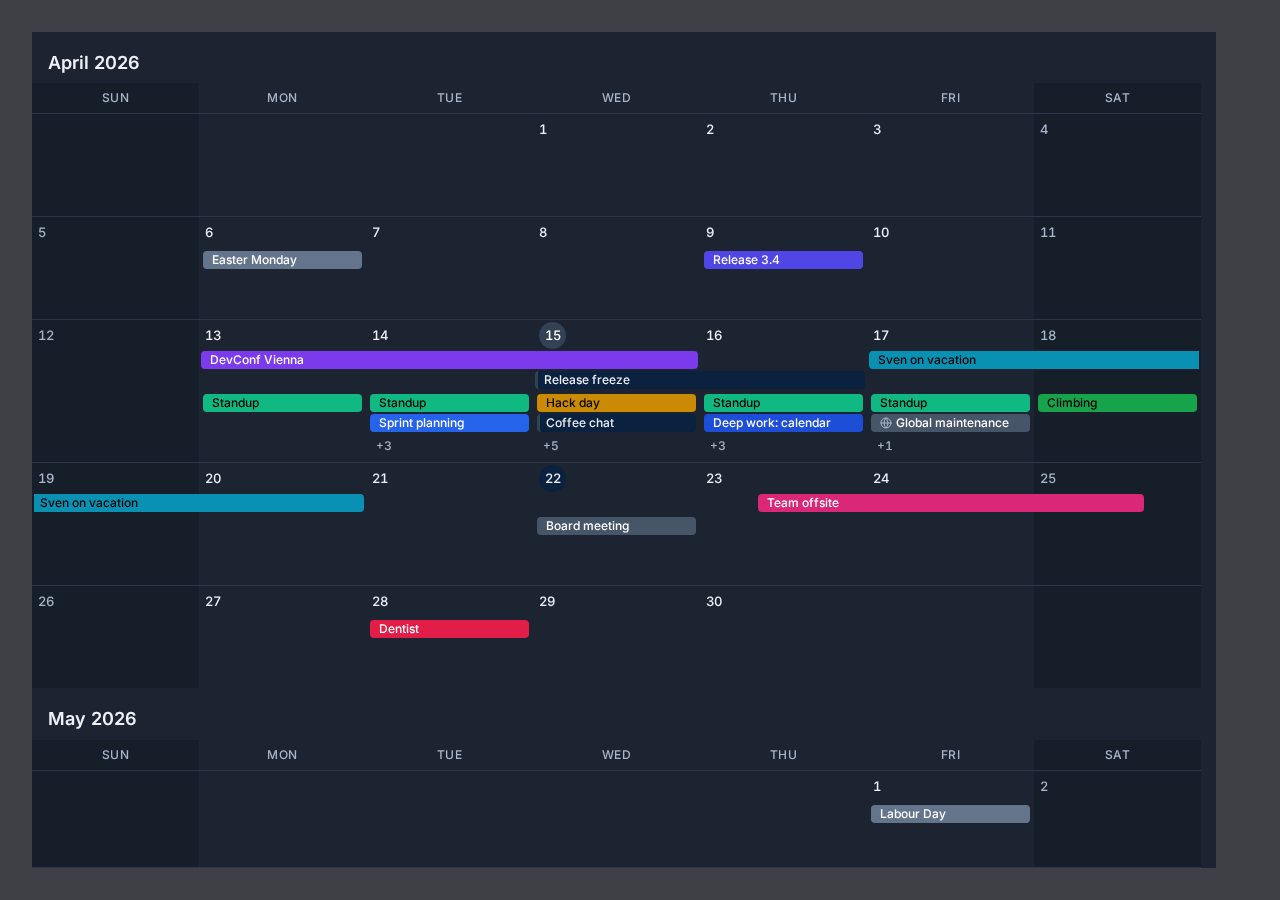 April 2026
SUN MON TUE WED THU FRI SAT
1 2 3 4
5 6 7 8 9 10 11
Easter Monday Release 3.4
12 13 14 15 16 17 18
DevConf Vienna Sven on vacation
Release freeze
Standup Standup Hack day Standup Standup Climbing
Sprint planning Coffee chat Deep work: calendar Global maintenance
+3 +5 +3 +1
19 20 21 22 23 24 25
Sven on vacation Team offsite
Board meeting
26 27 28 29 30
Dentist
May 2026
SUN MON TUE WED THU FRI SAT
1 2
Labour Day